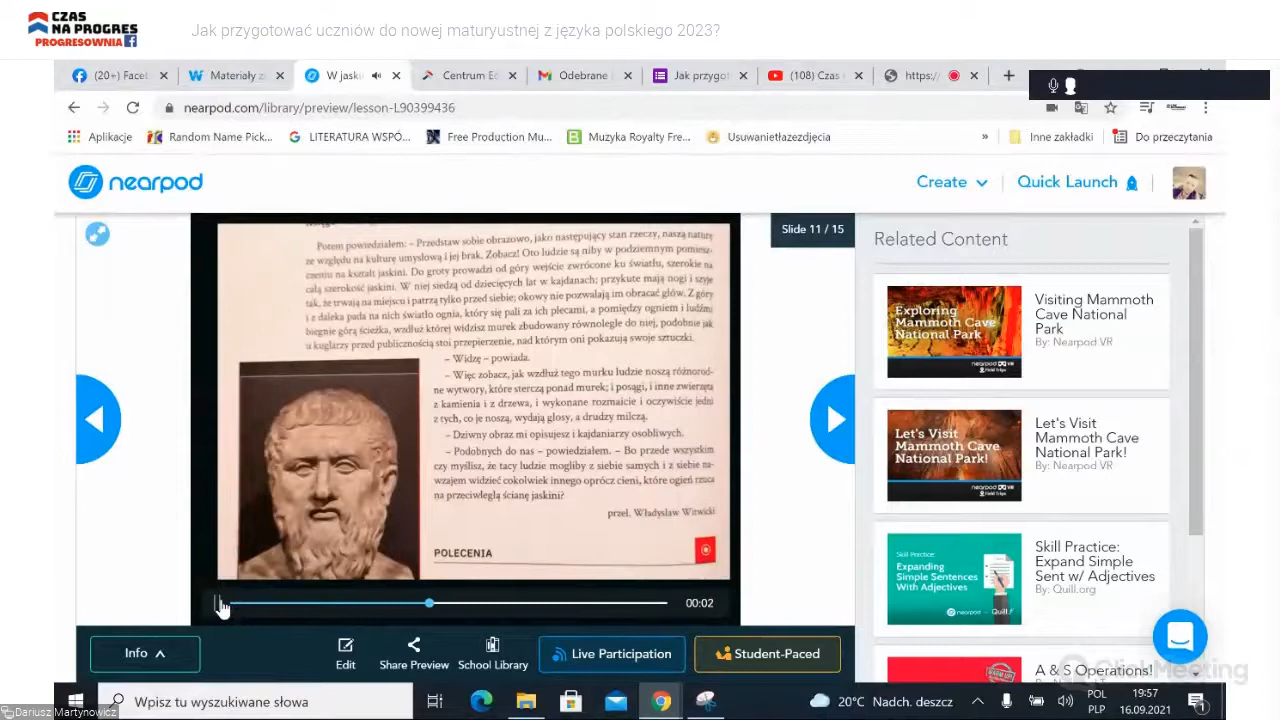 CZAS
NA PROGRES
PROGRESOWNIA
Jak przygotować uczniów do nowej maturyustnej z języka polskiego 2023?
(20+) Facel
Materiały z
W jaski
Centrum Ed
Odebrane
Jak przygot
(108) Czas
https:/
nearpod.com/library/preview/lesson-L90399436
Aplikacje
Random Name Pick...
LITERATURA WSPÓ...
Free Production Mu...
Muzyka Royalty Fre...
Usuwaniełazezdjęcia
»
Inne zakładki
Do przeczytania
nearpod
Create
Quick Launch
Slide 11 / 15
Related Content
Potem powiedziałem: – Przedstaw sobie obrazowo, jako następujący stan rzeczy, naszą naturę
ze względu na kulturę umysłową i jej brak. Zobacz! Oto ludzie są niby w podziemnym pomiesz-
czeniu na kształt jaskini. Do groty prowadzi od góry wejście zwrócone ku światłu, szerokie na
całą szerokość jaskini. W niej siedzą od dziecięcych lat w kajdanach; przykute mają nogi i szyje
tak, że trwają na miejscu i patrzą tylko przed siebie; okowy nie pozwalają im obracać głów. Z góry
i z daleka pada na nich światło ognia, który się pali za ich plecami, a pomiędzy ogniem i ludźmi
biegnie górą ścieżka, wzdłuż której widzisz murek zbudowany równolegle do niej, podobnie jak
u kuglarzy przed publicznością stoi przepierzenie, nad którym oni pokazują swoje sztuczki.
– Widzę – powiada.
– Więc zobacz, jak wzdłuż tego murku ludzie noszą różnorod-
ne wytwory, które sterczą ponad murek; i posągi, i inne zwierzęta
z kamienia i z drzewa, i wykonane rozmaicie i oczywiście jedni
z tych, co je noszą, wydają głosy, a drudzy milczą.
– Dziwny obraz mi opisujesz i kajdaniarzy osobliwych.
– Podobnych do nas – powiedziałem. – Bo przede wszystkim
czy myślisz, że tacy ludzie mogliby z siebie samych i z siebie na-
wzajem widzieć cokolwiek innego oprócz cieni, które ogień rzuca
na przeciwległą ścianę jaskini?
przeł. Władysław Witwicki
POLECENIA
00:02
Exploring
Mammoth Cave
National Park
nearpod VR
Field Trips
Visiting Mammoth
Cave National
Park
By: Nearpod VR
Let's Visit
Mammoth Cave
National Park!
nearpod VR
Field Trips
Let's Visit
Mammoth Cave
National Park!
By: Nearpod VR
Skill Practice:
Expanding
Simple Sentences
With Adjectives
nearpod
Quill
Skill Practice:
Expand Simple
Sent w/ Adjectives
By: Quill.org
A & S Operations!
Info
Edit
Share Preview
School Library
Live Participation
Student-Paced
ClickMeeting
Wpisz tu wyszukiwane słowa
20°C Nadch. deszcz
POL
PLP
19:57
16.09.2021
1
Dariusz Martynowicz